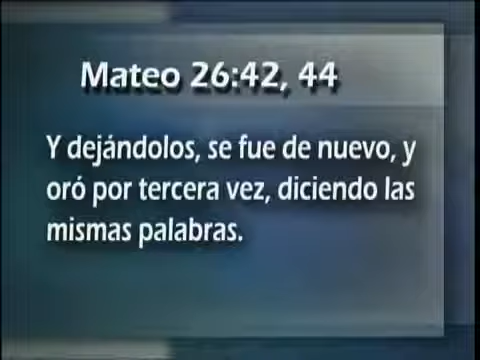 Mateo 26:42, 44
Y dejándolos, se fue de nuevo, y
oró por tercera vez, diciendo las
mismas palabras.